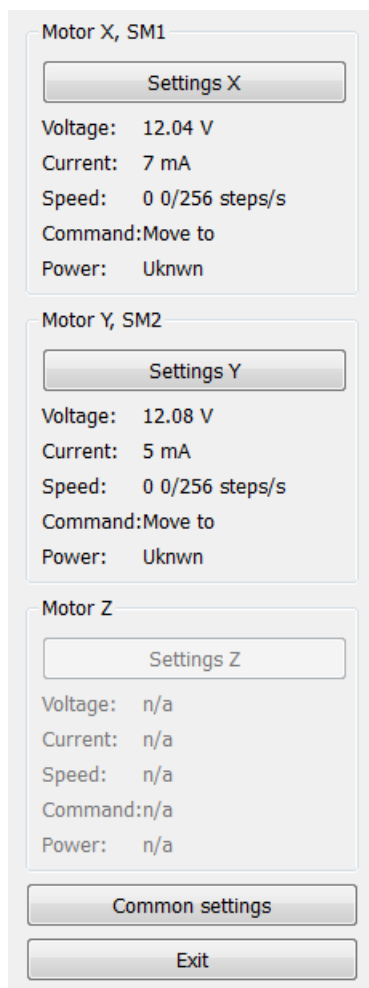 Motor X, SM1
Settings X
Voltage: 12.04 V
Current: 7 mA
Speed: 0 0/256 steps/s
Command:Move to
Power: Uknwn
Motor Y, SM2
Settings Y
Voltage: 12.08 V
Current: 5 mA
Speed: 0 0/256 steps/s
Command:Move to
Power: Uknwn
Motor Z
Settings Z
Voltage: n/a
Current: n/a
Speed: n/a
Command:n/a
Power: n/a
Common settings
Exit